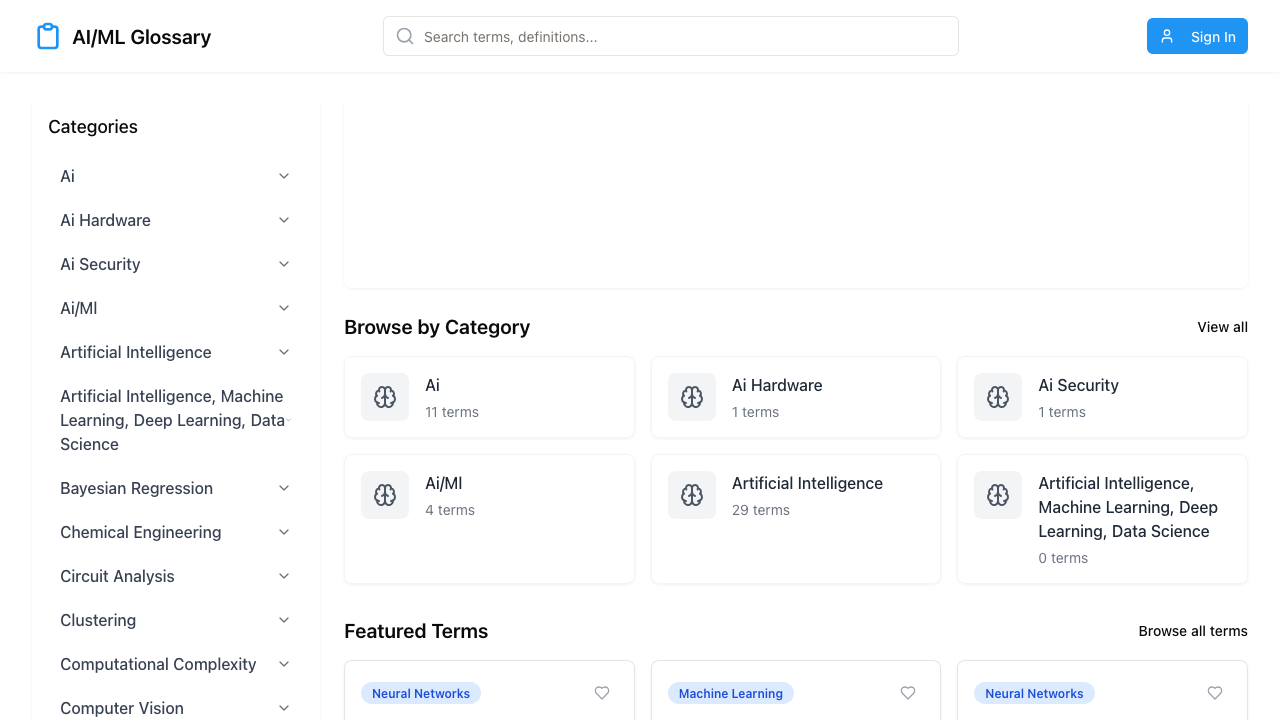 AI/ML Glossary
Search terms, definitions...
Sign In
Categories
Ai
Ai Hardware
Ai Security
Ai/Ml
Artificial Intelligence
Artificial Intelligence, Machine
Learning, Deep Learning, Data
Science
Bayesian Regression
Chemical Engineering
Circuit Analysis
Clustering
Computational Complexity
Computer Vision
Browse by Category
View all
Ai
11 terms
Ai Hardware
1 terms
Ai Security
1 terms
Ai/Ml
4 terms
Artificial Intelligence
29 terms
Artificial Intelligence,
Machine Learning, Deep
Learning, Data Science
0 terms
Featured Terms
Browse all terms
Neural Networks
Machine Learning
Neural Networks